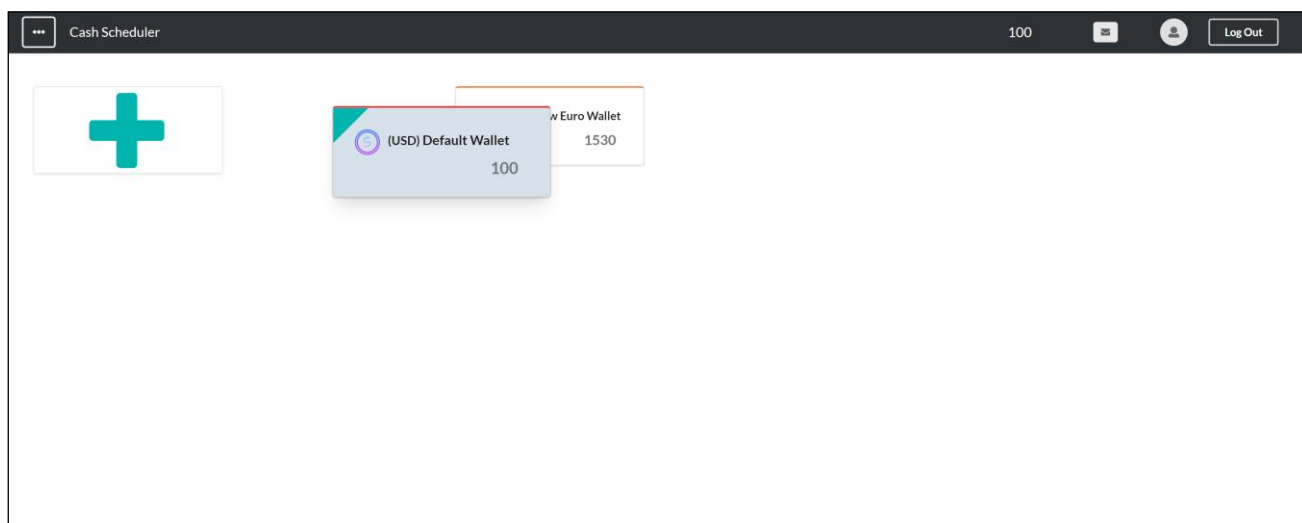 Cash Scheduler
100
Log Out
Euro Wallet
1530
(USD) Default Wallet
100